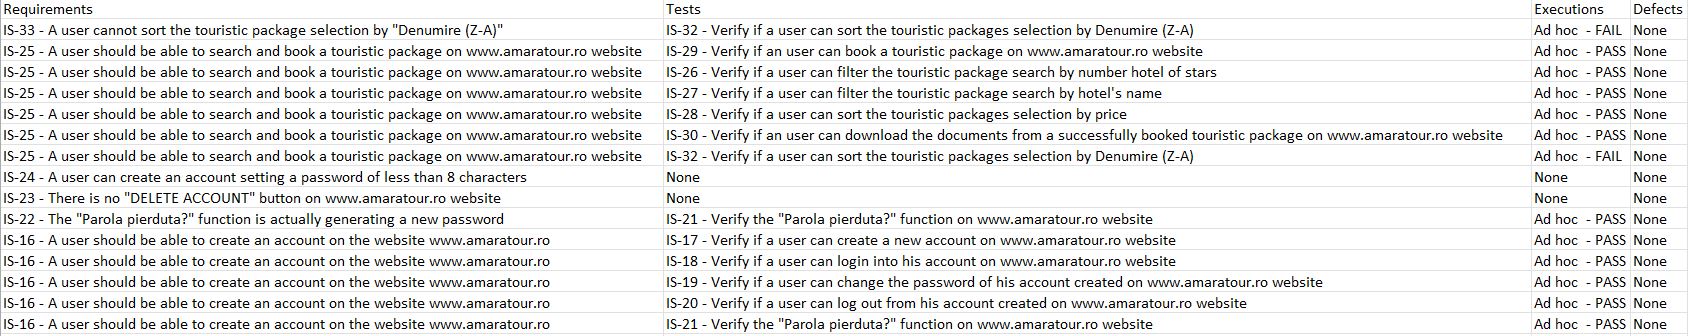 Requirements Tests Executions Defects
IS-33 - A user cannot sort the touristic package selection by "Denumire (Z-A)" IS-32 - Verify if a user can sort the touristic packages selection by Denumire (Z-A) Ad hoc - FAIL None
IS-25 - A user should be able to search and book a touristic package on www.amaratour.ro website IS-29 - Verify if an user can book a touristic package on www.amaratour.ro website Ad hoc - PASS None
IS-25 - A user should be able to search and book a touristic package on www.amaratour.ro website IS-26 - Verify if a user can filter the touristic package search by number hotel of stars Ad hoc - PASS None
IS-25 - A user should be able to search and book a touristic package on www.amaratour.ro website IS-27 - Verify if a user can filter the touristic package search by hotel's name Ad hoc - PASS None
IS-25 - A user should be able to search and book a touristic package on www.amaratour.ro website IS-28 - Verify if a user can sort the touristic packages selection by price Ad hoc - PASS None
IS-25 - A user should be able to search and book a touristic package on www.amaratour.ro website IS-30 - Verify if an user can download the documents from a successfully booked touristic package on www.amaratour.ro website Ad hoc - PASS None
IS-25 - A user should be able to search and book a touristic package on www.amaratour.ro website IS-32 - Verify if a user can sort the touristic packages selection by Denumire (Z-A) Ad hoc - FAIL None
IS-24 - A user can create an account setting a password of less than 8 characters None None None
IS-23 - There is no "DELETE ACCOUNT" button on www.amaratour.ro website None None None
IS-22 - The "Parola pierduta?" function is actually generating a new password IS-21 - Verify the "Parola pierduta?" function on www.amaratour.ro website Ad hoc - PASS None
IS-16 - A user should be able to create an account on the website www.amaratour.ro IS-17 - Verify if a user can create a new account on www.amaratour.ro website Ad hoc - PASS None
IS-16 - A user should be able to create an account on the website www.amaratour.ro IS-18 - Verify if a user can login into his account on www.amaratour.ro website Ad hoc - PASS None
IS-16 - A user should be able to create an account on the website www.amaratour.ro IS-19 - Verify if a user can change the password of his account created on www.amaratour.ro website Ad hoc - PASS None
IS-16 - A user should be able to create an account on the website www.amaratour.ro IS-20 - Verify if a user can log out from his account created on www.amaratour.ro website Ad hoc - PASS None
IS-16 - A user should be able to create an account on the website www.amaratour.ro IS-21 - Verify the "Parola pierduta?" function on www.amaratour.ro website Ad hoc - PASS None